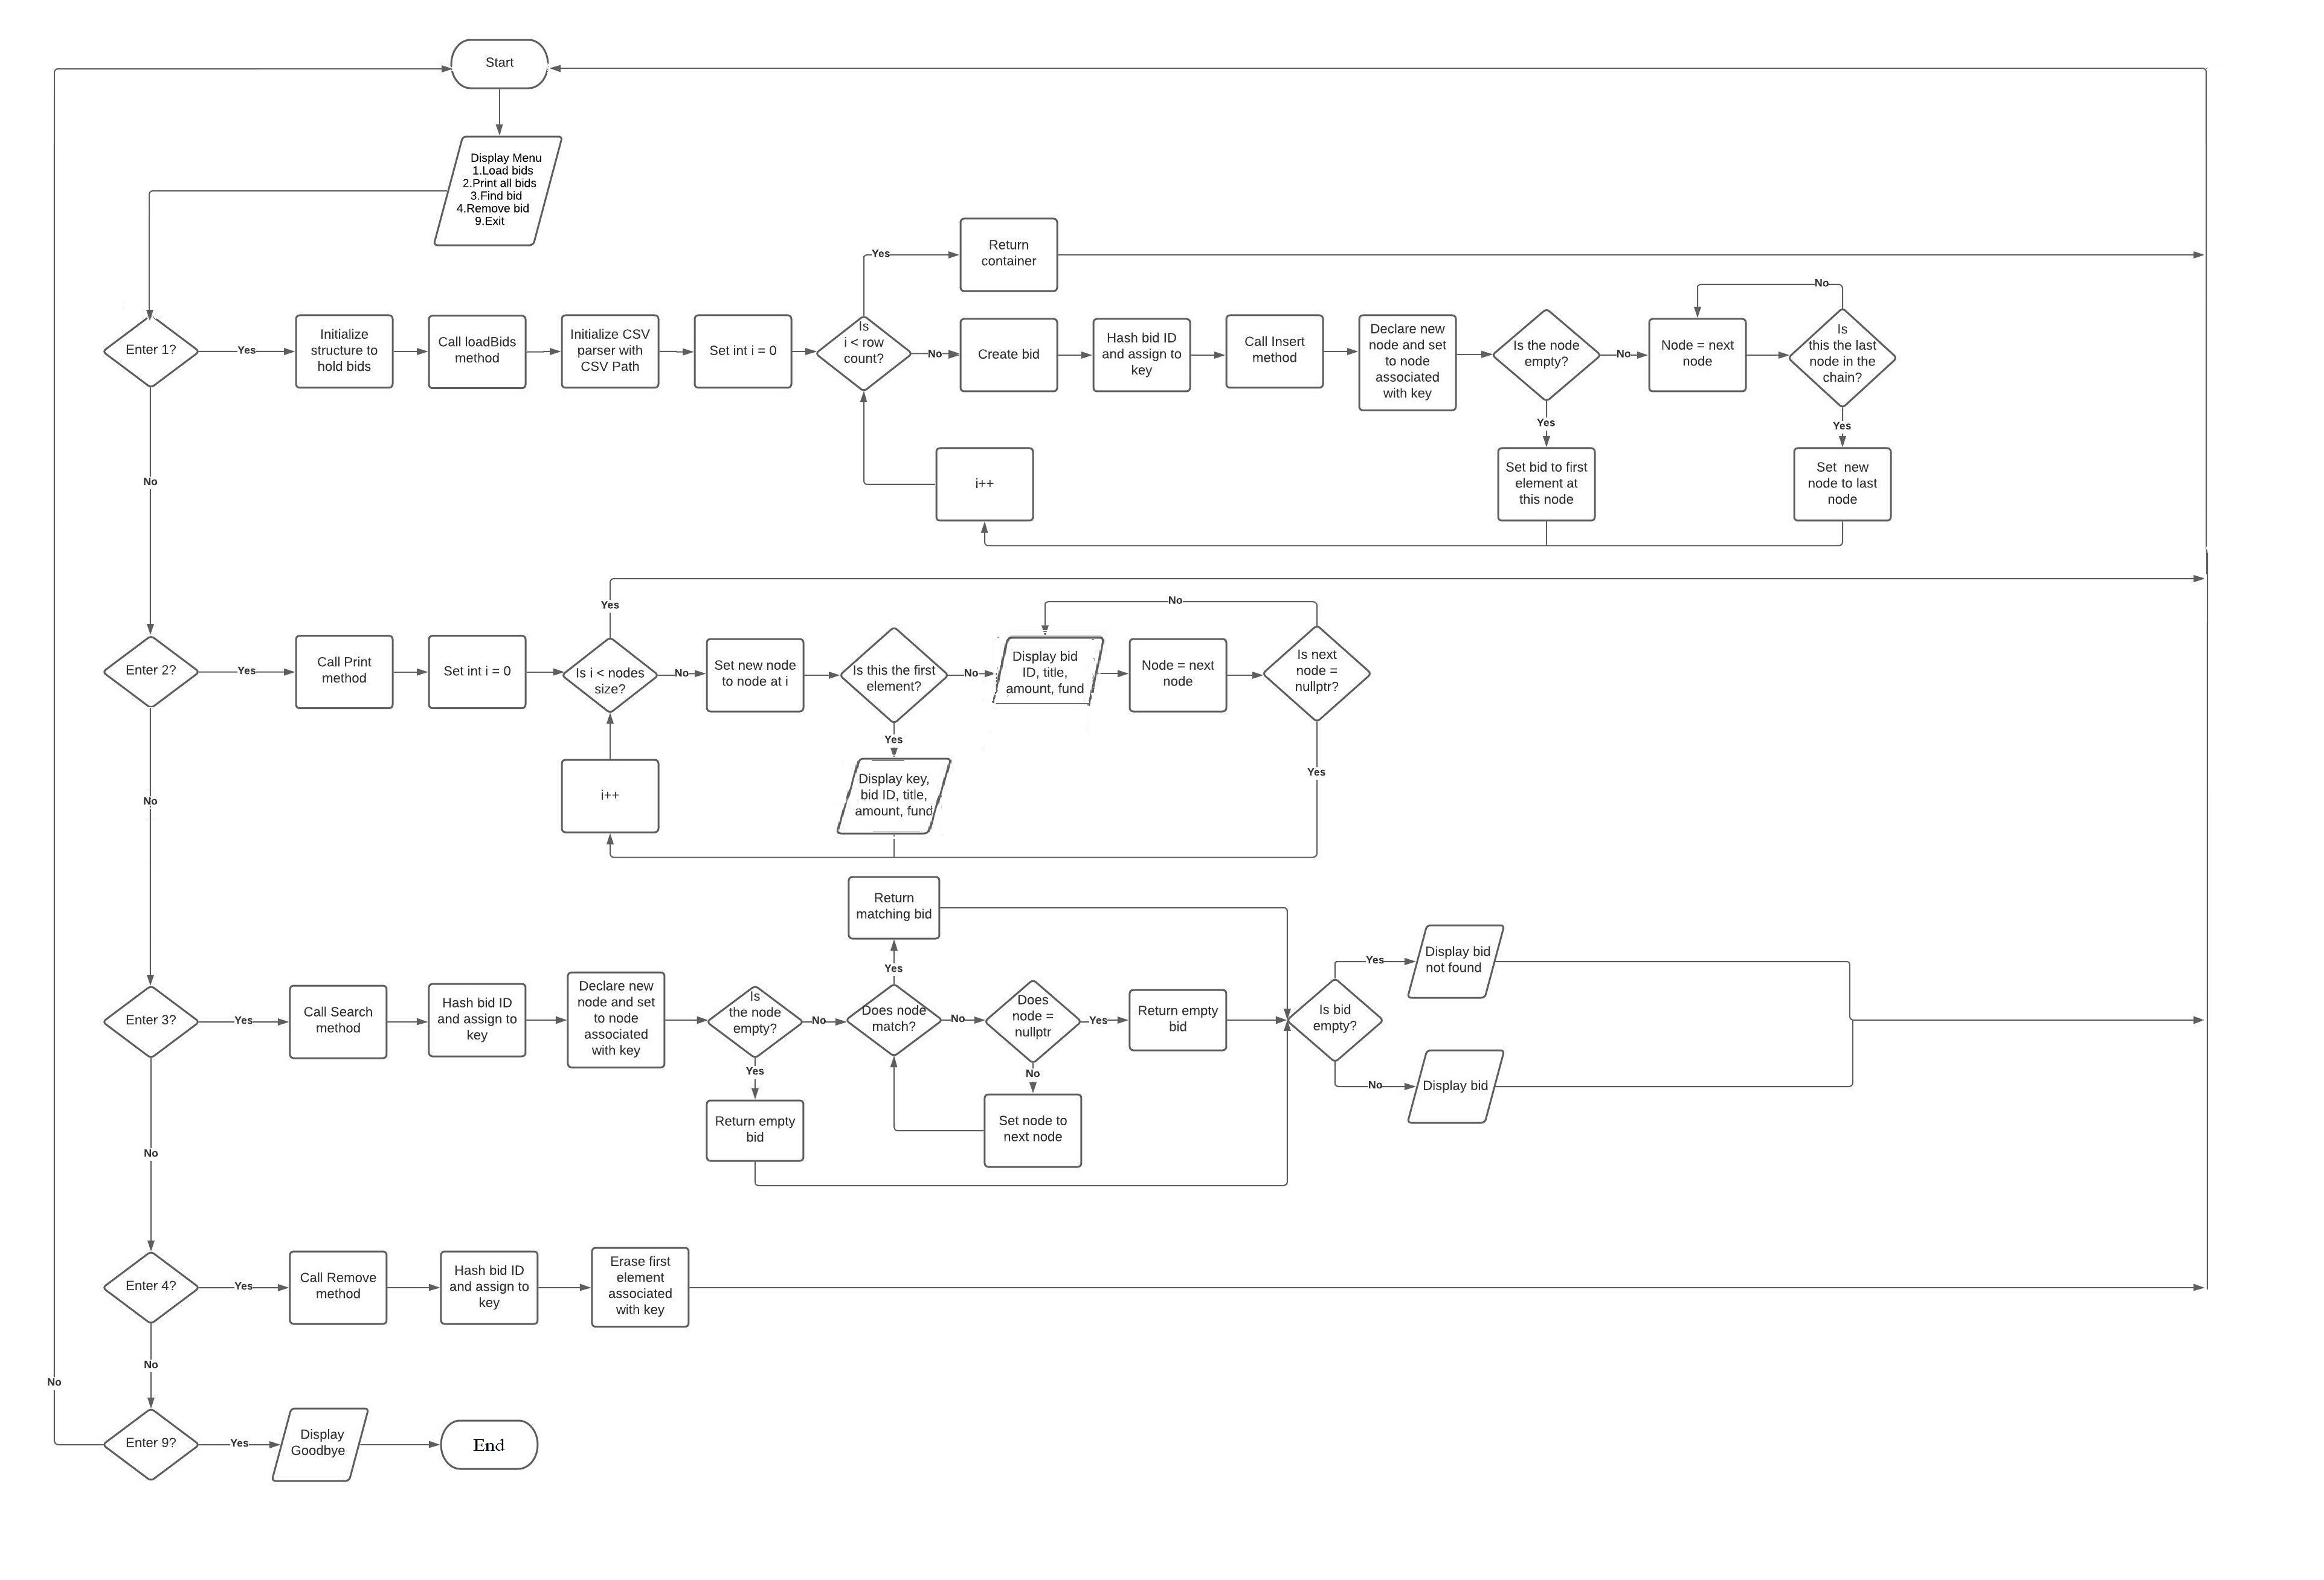 Start
Display Menu
1.Load bids
2.Print all bids
3.Find bid
4.Remove bid
9.Exit
Yes
Return
container
No
Enter 1?
Yes
Initialize
structure to
hold bids
Call loadBids
method
Initialize CSV
parser with
CSV Path
Set int i = 0
Is
i < row
count?
No
Create bid
Hash bid ID
and assign to
key
Call Insert
method
Declare new
node and set
to node
associated
with key
Is the node
empty?
No
Node = next
node
Is
this the last
node in the
chain?
Yes
Yes
No
i++
Set bid to first
element at
this node
Set  new
node to last
node
Yes
No
Enter 2?
Yes
Call Print
method
Set int i = 0
Is i < nodes
size?
No
Set new node
to node at i
Is this the first
element?
No
Display bid
ID, title,
amount, fund
Node = next
node
Is next
node =
nullptr?
Yes
Yes
No
i++
Display key,
bid ID, title,
amount, fund
Return
matching bid
Yes
Yes
Display bid
not found
Enter 3?
Yes
Call Search
method
Hash bid ID
and assign to
key
Declare new
node and set
to node
associated
with key
Is
the node
empty?
No
Does node
match?
No
Does
node =
nullptr
Yes
Return empty
bid
Is bid
empty?
Yes
No
No
Display bid
Return empty
bid
Set node to
next node
No
Enter 4?
Yes
Call Remove
method
Hash bid ID
and assign to
key
Erase first
element
associated
with key
No
No
Enter 9?
Yes
Display
Goodbye
End